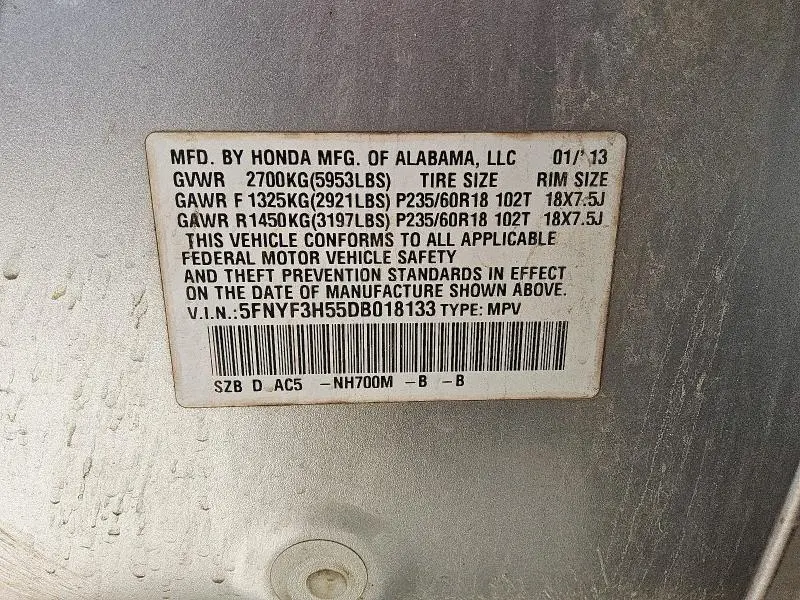 MFD. BY HONDA MFG. OF ALABAMA, LLC 01/'13
GVWR 2700KG(5953LBS) TIRE SIZE RIM SIZE
GAWR F 1325KG(2921LBS) P235/60R18 102T 18X7.5J
GAWR R1450KG(3197LBS) P235/60R18 102T 18X7.5J
THIS VEHICLE CONFORMS TO ALL APPLICABLE
FEDERAL MOTOR VEHICLE SAFETY
AND THEFT PREVENTION STANDARDS IN EFFECT
ON THE DATE OF MANUFACTURE SHOWN ABOVE.
V.I.N.:5FNYF3H55DB018133 TYPE: MPV
SZB D AC5 -NH700M -B -B